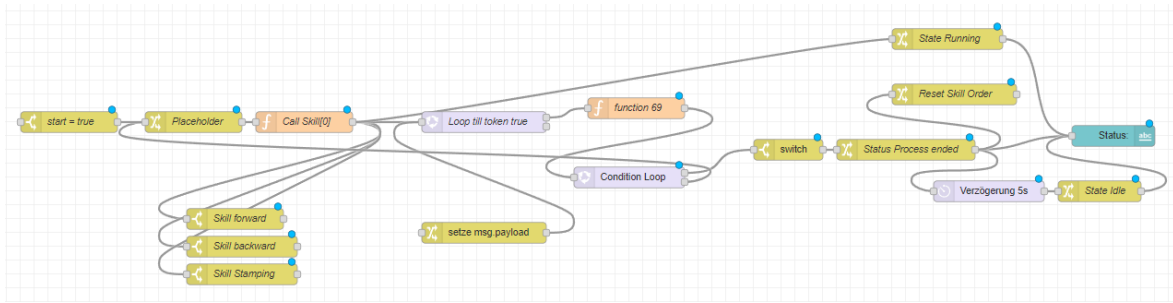 State Running
Reset Skill Order
start = true
Placeholder
Call Skill[0]
Loop till token true
function 69
Status:
abc
switch
Status Process ended
Condition Loop
Verzögerung 5s
State Idle
Skill forward
setze msg.payload
Skill backward
Skill Stamping